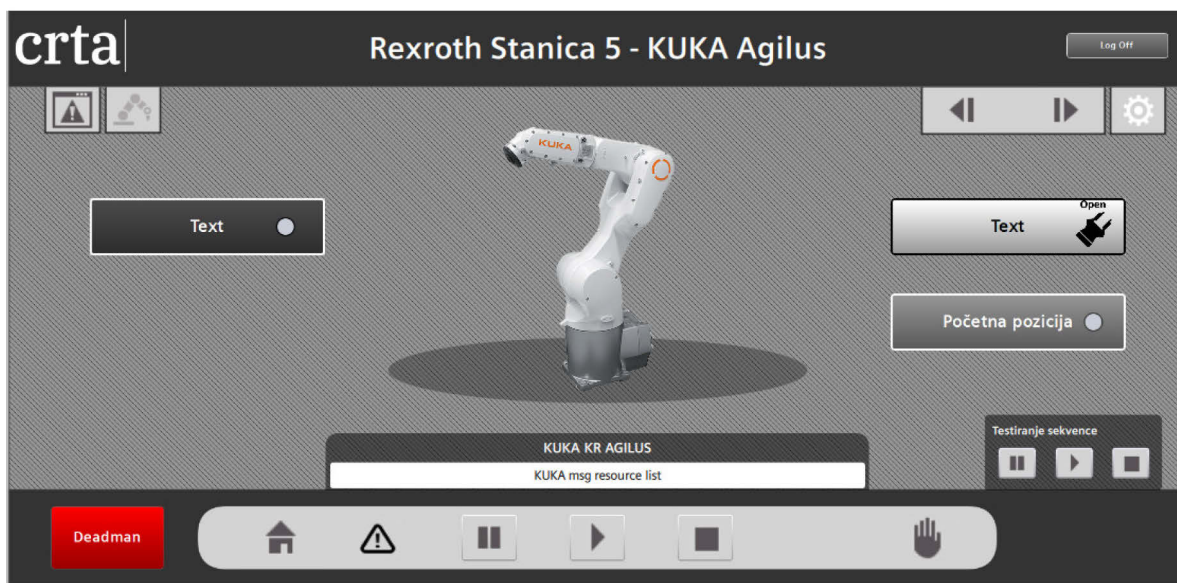 crta
Rexroth Stanica 5 - KUKA Agilus
Log Off
KUKA
Text
Open
Text
Početna pozicija
Testiranje sekvence
KUKA KR AGILUS
KUKA msg resource list
Deadman